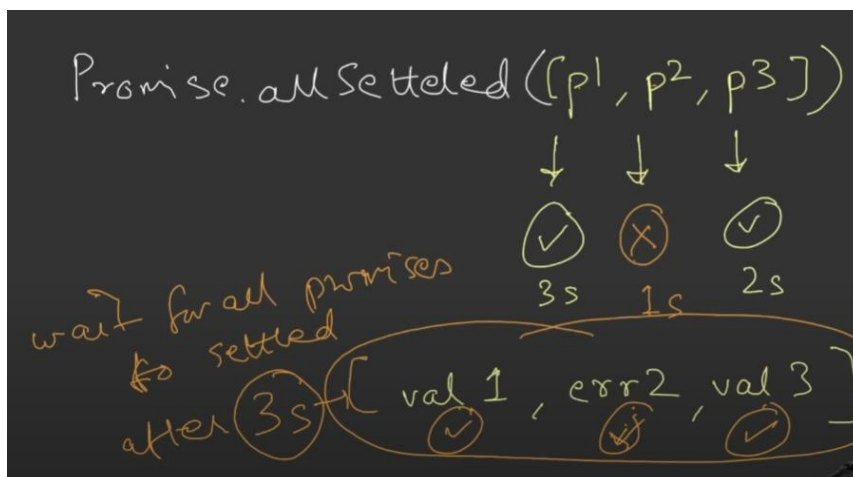 Promise.allSettled([p1, p2, p3])
3s 1s 2s
wait for all promises
to settled
after 3s → [val 1, err2, val 3]